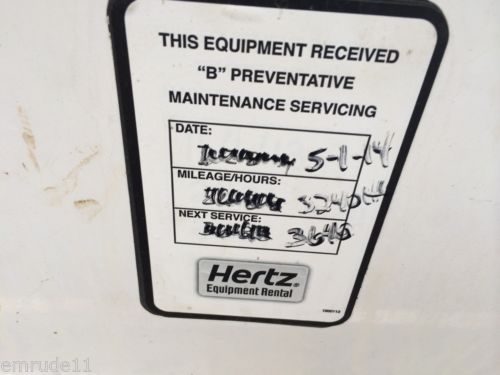 THIS EQUIPMENT RECEIVED
"B" PREVENTATIVE
MAINTENANCE SERVICING
DATE:
5-1-14
MILEAGE/HOURS:
3240 H
NEXT SERVICE:
3640
Hertz®
Equipment Rental
emrude11